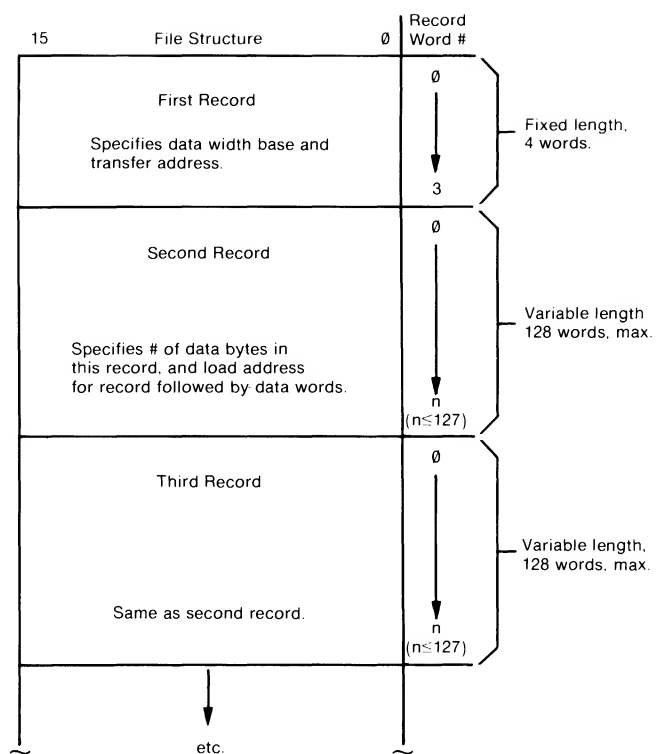 15 File Structure Ø Record Word #
First Record
Specifies data width base and
transfer address.
Ø
3
Fixed length,
4 words.
Second Record
Specifies # of data bytes in
this record, and load address
for record followed by data words.
Ø
n
(n≤127)
Variable length
128 words, max.
Third Record
Same as second record.
Ø
n
(n≤127)
Variable length,
128 words, max.
etc.